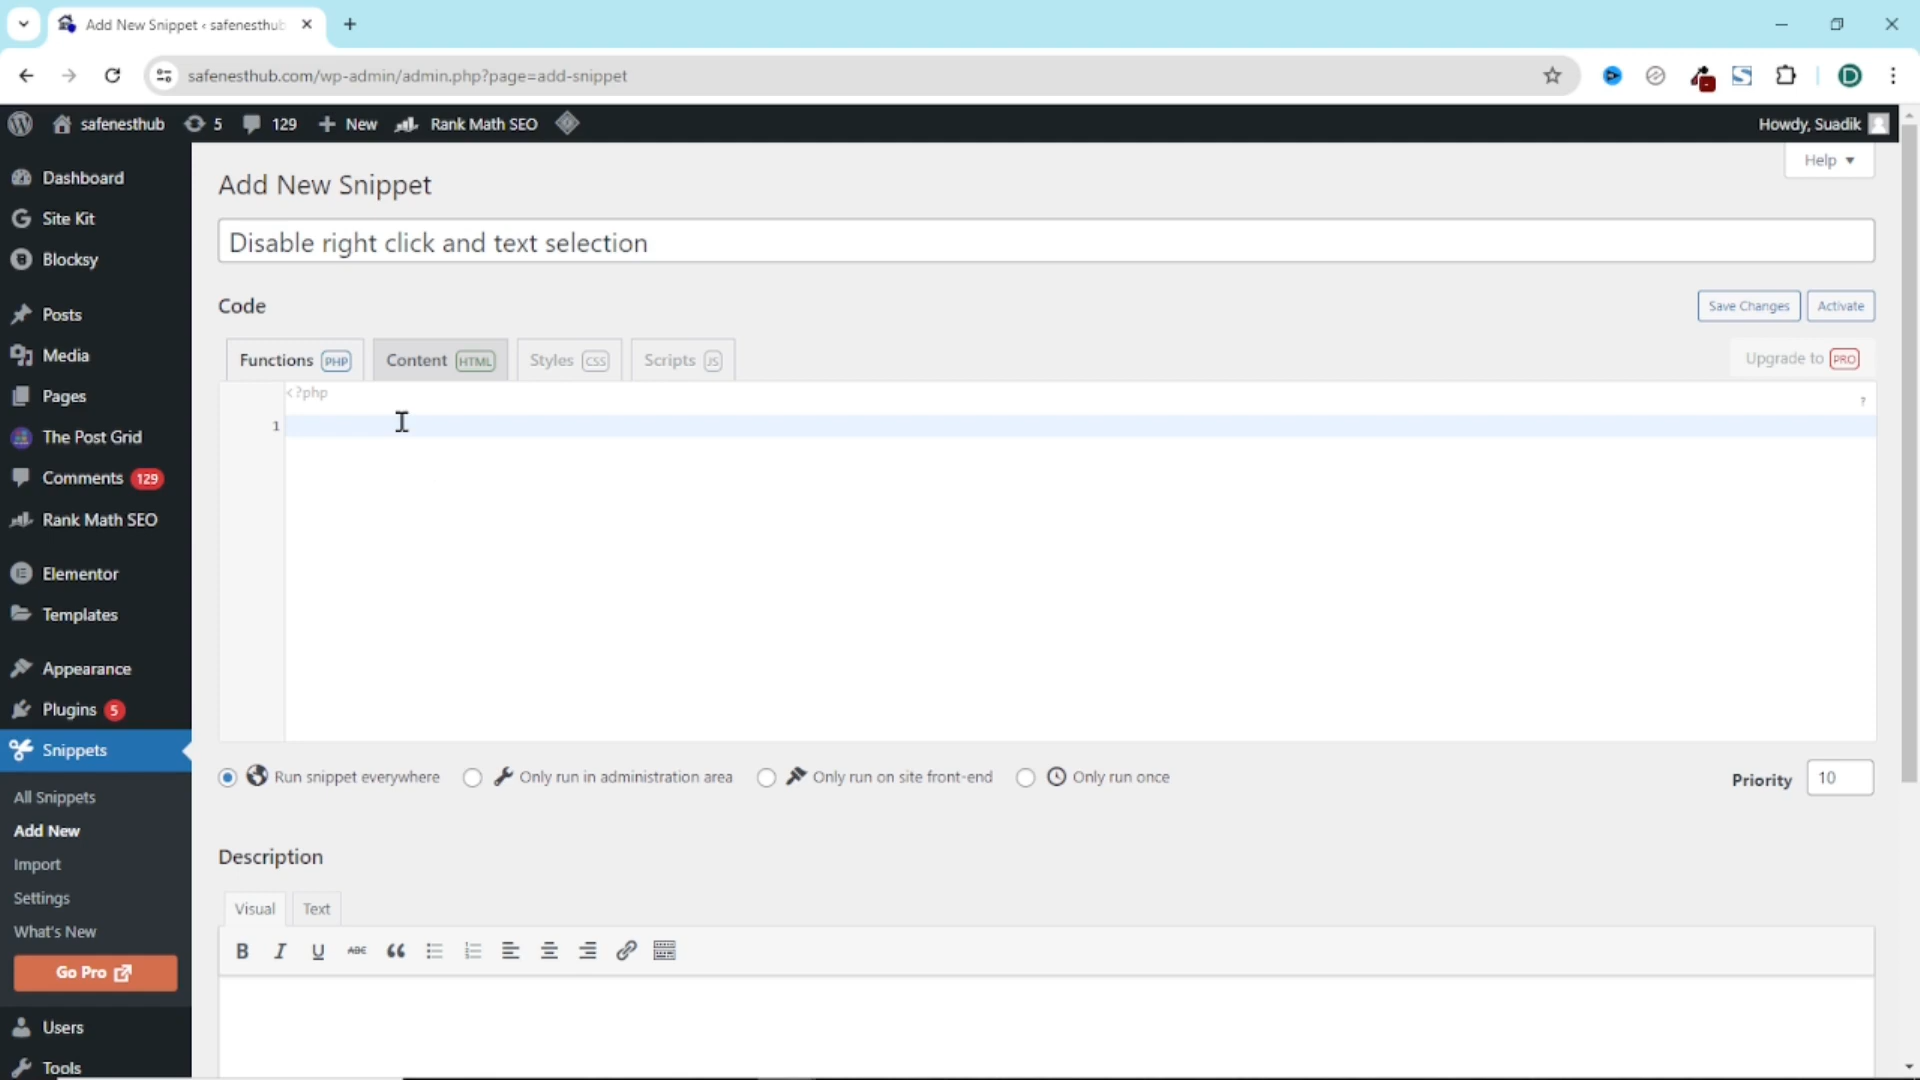 Add New Snippet ‹ safenesthub
safenesthub.com/wp-admin/admin.php?page=add-snippet
D
safenesthub 5 129 + New Rank Math SEO
Howdy, Suadik
Help
Dashboard
Site Kit
Blocksy
Posts
Media
Pages
The Post Grid
Comments 129
Rank Math SEO
Elementor
Templates
Appearance
Plugins 5
Snippets
All Snippets
Add New
Import
Settings
What's New
Go Pro
Users
Tools
Add New Snippet
Disable right click and text selection
Code
Save Changes Activate
Functions PHP Content HTML Styles CSS Scripts JS
Upgrade to PRO
<?php
?
1
Run snippet everywhere Only run in administration area Only run on site front-end Only run once
Priority 10
Description
Visual Text
B I U ABC